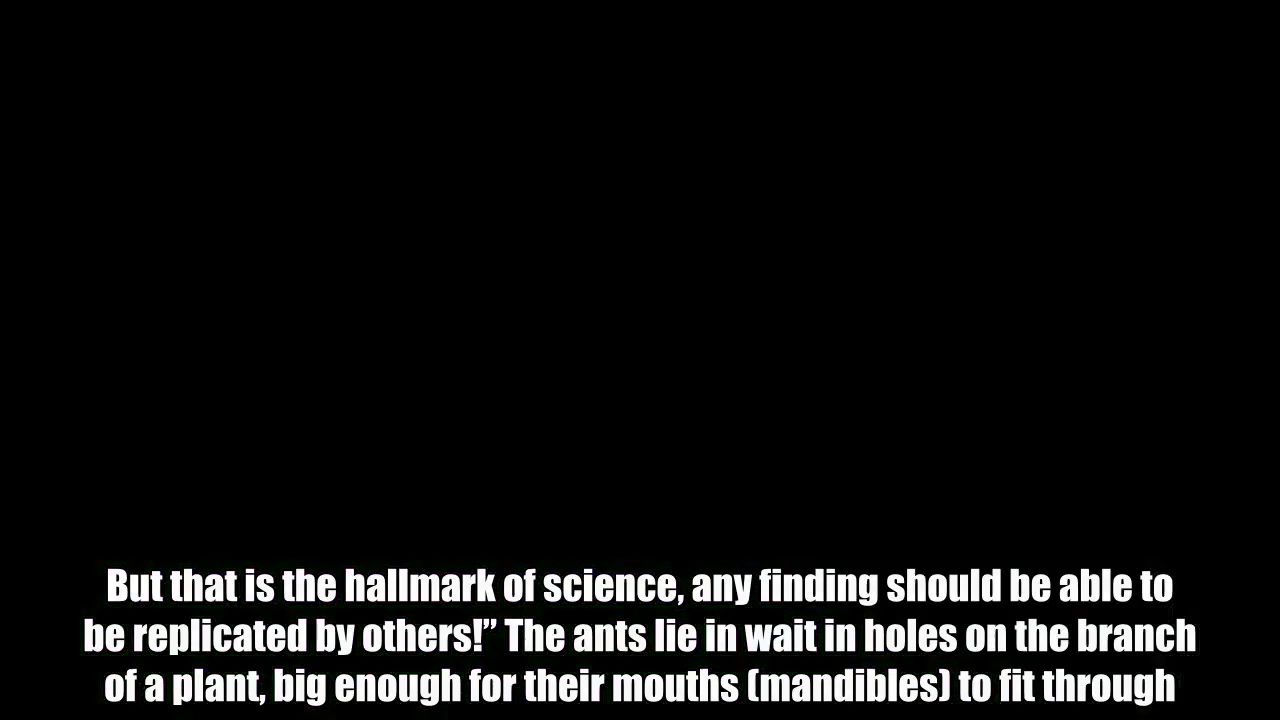 But that is the hallmark of science, any finding should be able to
be replicated by others!” The ants lie in wait in holes on the branch
of a plant, big enough for their mouths (mandibles) to fit through